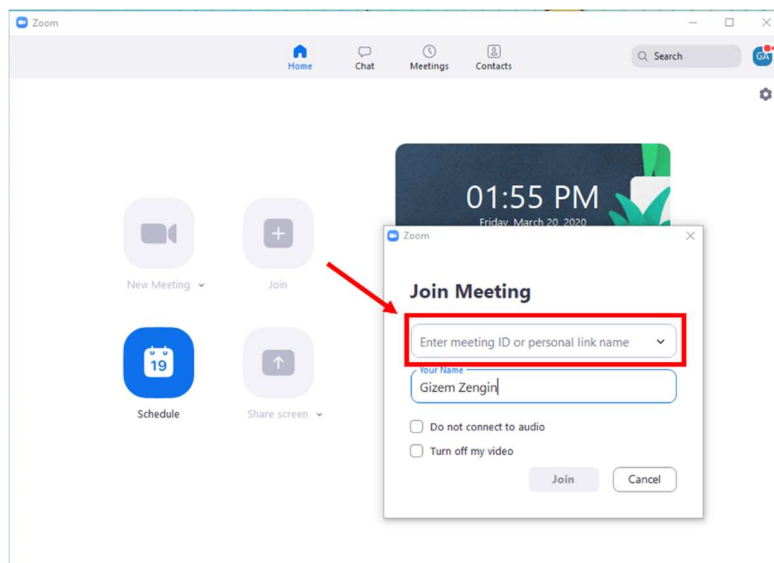 Zoom
Home
Chat
Meetings
Contacts
Search
GA
01:55 PM
Friday, March 20, 2020
New Meeting
Join
19
Schedule
Share screen
Zoom
Join Meeting
Enter meeting ID or personal link name
Your Name
Gizem Zengin
Do not connect to audio
Turn off my video
Join
Cancel